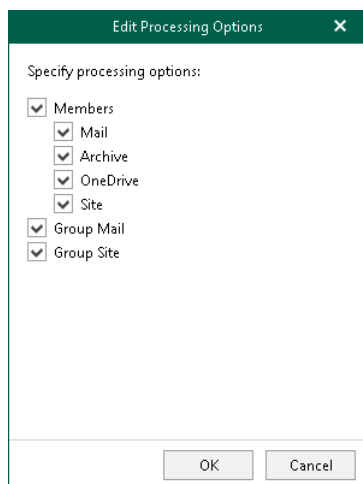 Edit Processing Options
Specify processing options:
Members
Mail
Archive
OneDrive
Site
Group Mail
Group Site
OK Cancel